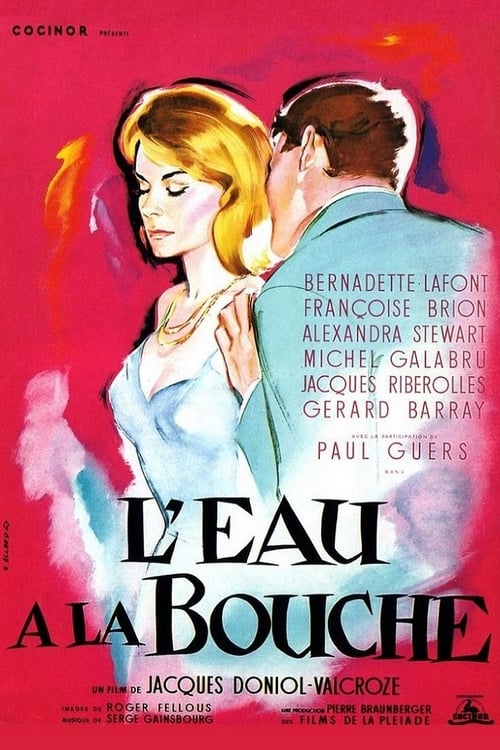 COCINOR PRÉSENTE
BERNADETTE LAFONT
FRANÇOISE BRION
ALEXANDRA STEWART
MICHEL GALABRU
JACQUES RIBEROLLES
GERARD BARRAY
AVEC LA PARTICIPATION DE
PAUL GUERS
DANS
L'EAU
A LA BOUCHE
UN FILM DE JACQUES DONIOL-VALCROZE
IMAGES DE ROGER FELLOUS
MUSIQUE DE SERGE GAINSBOURG
UNE PRODUCTION PIERRE BRAUNBERGER
DES FILMS DE LA PLEIADE
COCINOR